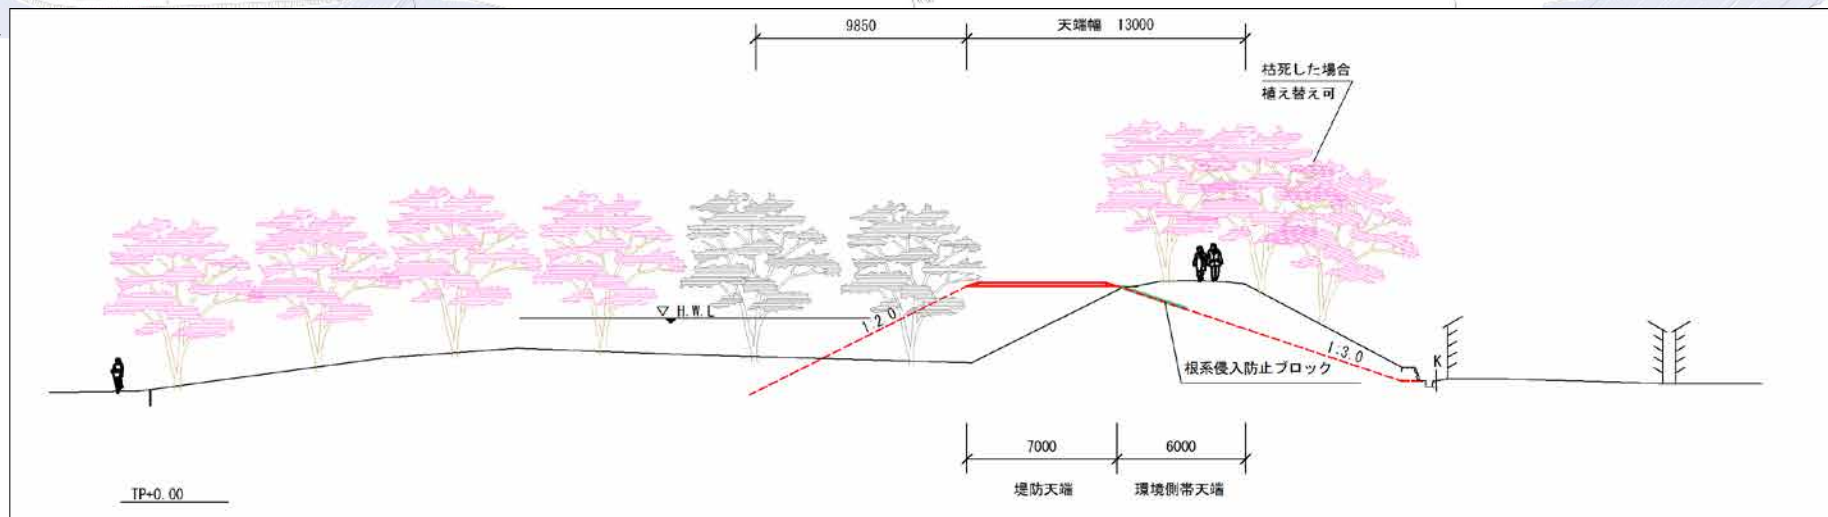 9850
天端幅 13000
枯死した場合
植え替え可
▽ H.W.L
1:2.0
1:3.0
K
根系侵入防止ブロック
7000
6000
堤防天端
環境側帯天端
TP+0.00